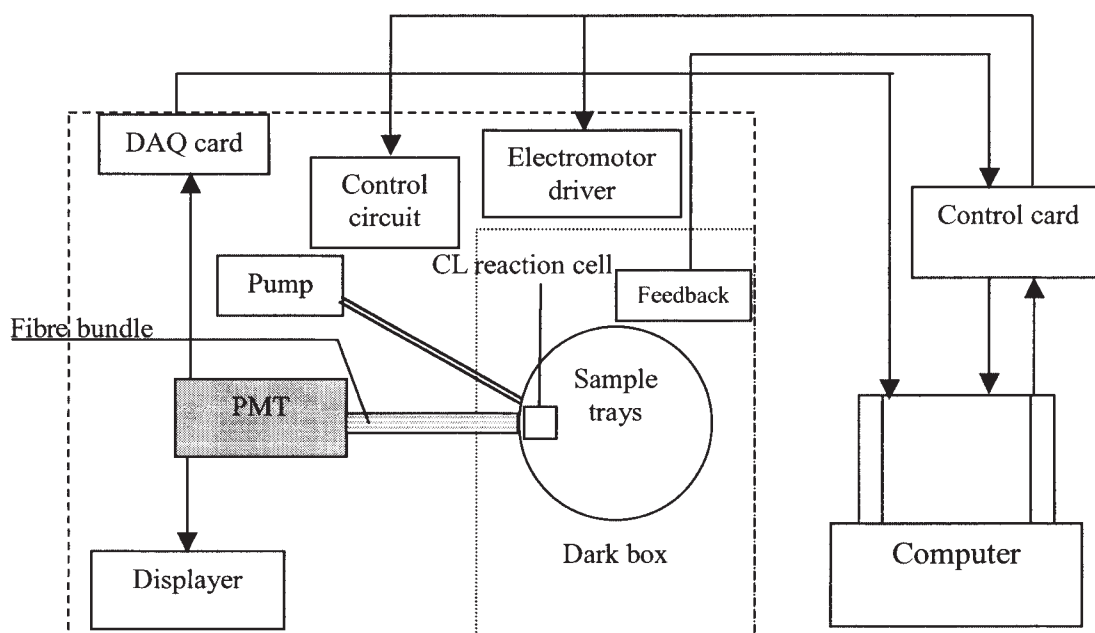 DAQ card
Control
circuit
Electromotor
driver
Control card
CL reaction cell
Pump
Feedback
Fibre bundle
Sample
trays
PMT
Dark box
Computer
Displayer